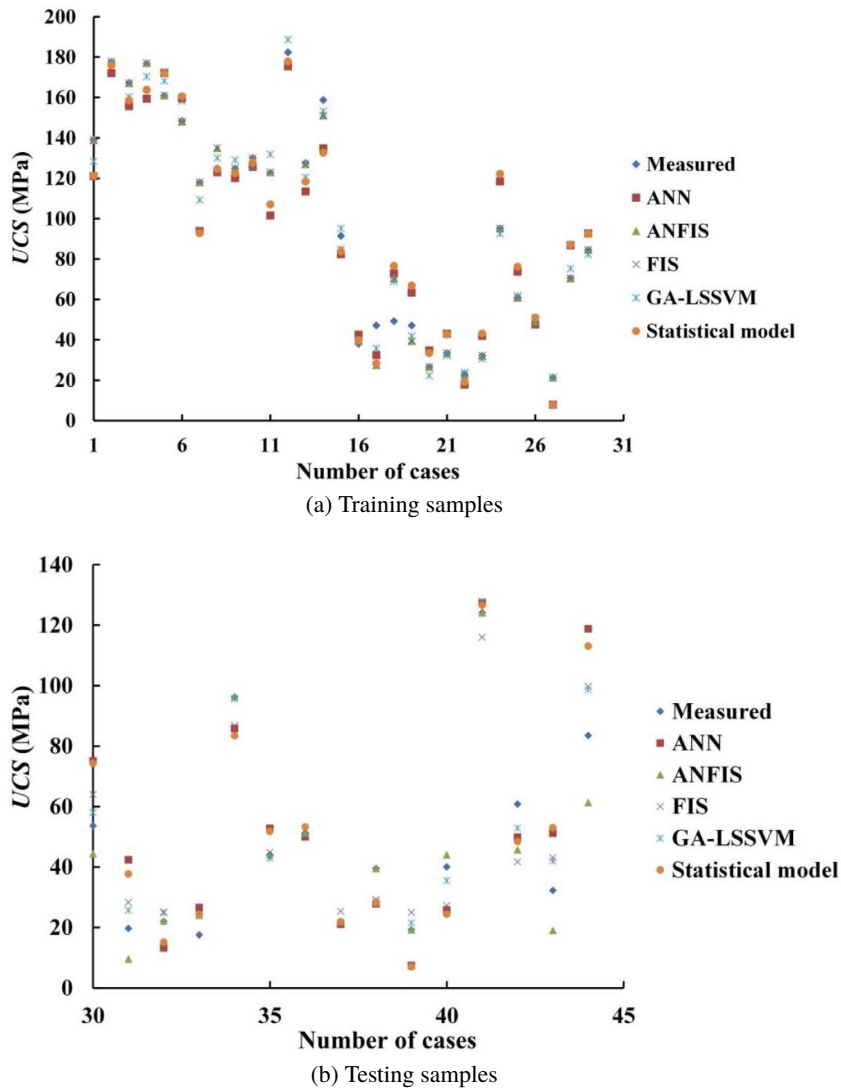 200
180
160
140
120
100
80
60
40
20
0
UCS (MPa)
1 6 11 16 21 26 31
Number of cases
Measured
ANN
ANFIS
FIS
GA-LSSVM
Statistical model
(a) Training samples
140
120
100
80
60
40
20
0
UCS (MPa)
30 35 40 45
Number of cases
Measured
ANN
ANFIS
FIS
GA-LSSVM
Statistical model
(b) Testing samples